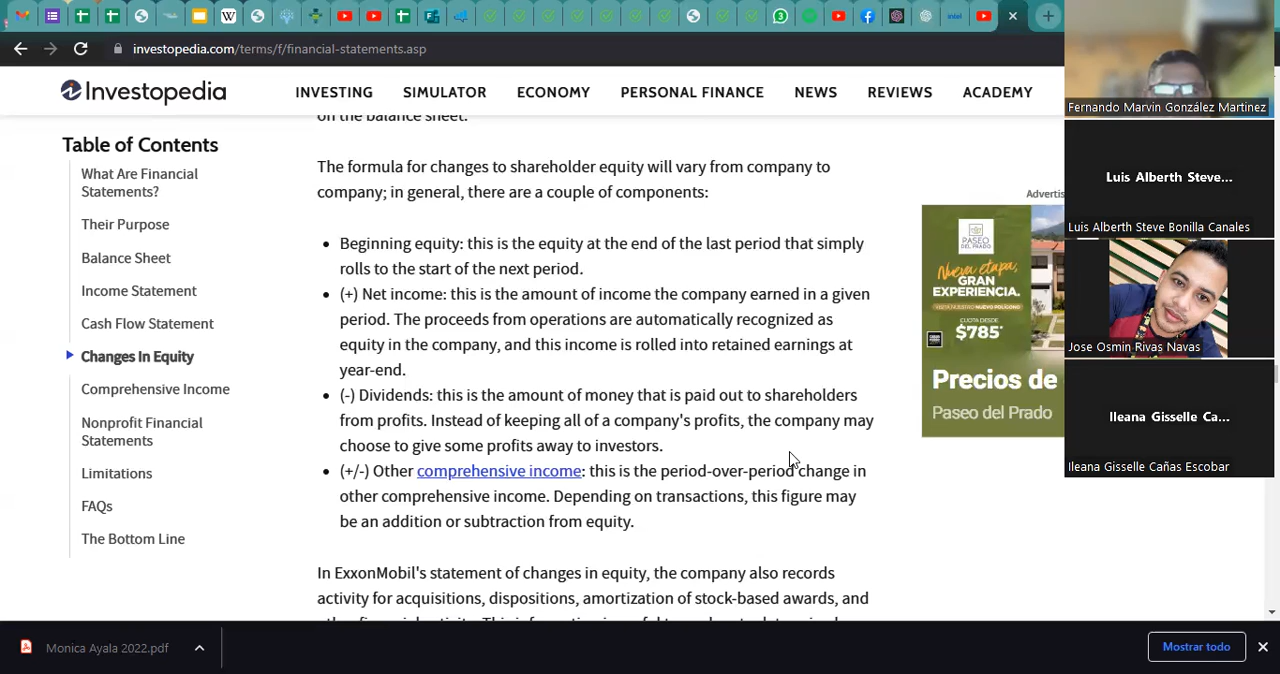 investopedia.com/terms/f/financial-statements.asp
Investopedia
INVESTING
SIMULATOR
ECONOMY
PERSONAL FINANCE
NEWS
REVIEWS
ACADEMY
Table of Contents
What Are Financial
Statements?
Their Purpose
Balance Sheet
Income Statement
Cash Flow Statement
Changes In Equity
Comprehensive Income
Nonprofit Financial
Statements
Limitations
FAQs
The Bottom Line
on the balance sheet.
The formula for changes to shareholder equity will vary from company to
company; in general, there are a couple of components:
• Beginning equity: this is the equity at the end of the last period that simply
rolls to the start of the next period.
• (+) Net income: this is the amount of income the company earned in a given
period. The proceeds from operations are automatically recognized as
equity in the company, and this income is rolled into retained earnings at
year-end.
• (-) Dividends: this is the amount of money that is paid out to shareholders
from profits. Instead of keeping all of a company's profits, the company may
choose to give some profits away to investors.
• (+/-) Other comprehensive income: this is the period-over-period change in
other comprehensive income. Depending on transactions, this figure may
be an addition or subtraction from equity.
In ExxonMobil's statement of changes in equity, the company also records
activity for acquisitions, dispositions, amortization of stock-based awards, and
Advertis
PASEO
DEL PRADO
Nueva etapa,
GRAN
EXPERIENCIA.
CUOTA DESDE
$785*
Precios de
Paseo del Prado
Fernando Marvin González Martinez
Luis Alberth Steve...
Luis Alberth Steve Bonilla Canales
Jose Osmin Rivas Navas
Ileana Gisselle Ca...
Ileana Gisselle Cañas Escobar
Monica Ayala 2022.pdf
Mostrar todo